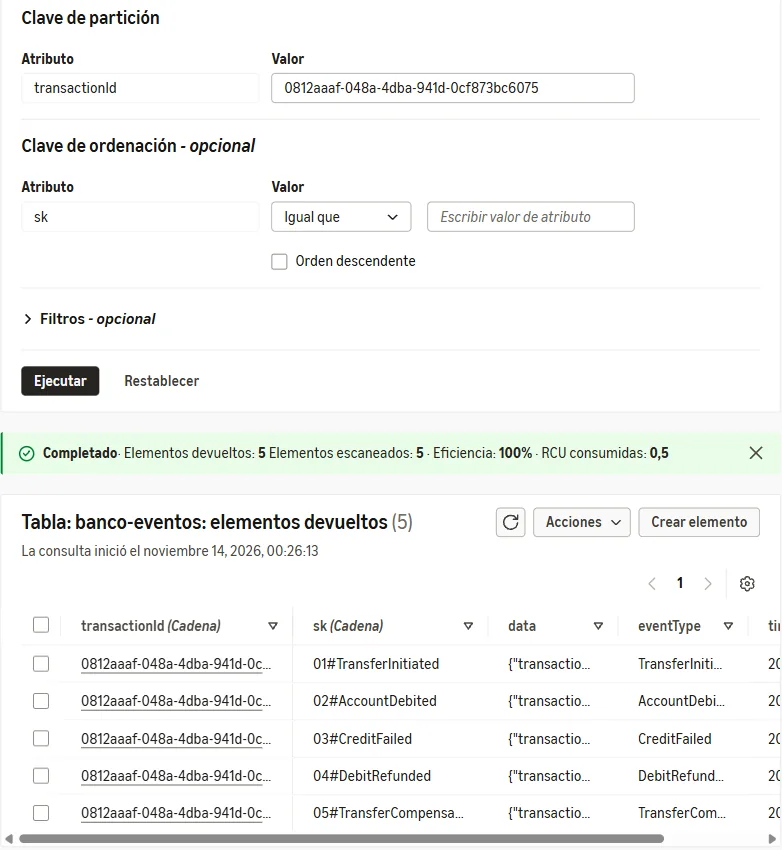 Clave de partición
Atributo Valor
transactionId 0812aaaf-048a-4dba-941d-0cf873bc6075
Clave de ordenación - opcional
Atributo Valor
sk Igual que Escribir valor de atributo
Orden descendente
Filtros - opcional
Ejecutar Restablecer
Completado· Elementos devueltos: 5 Elementos escaneados: 5 · Eficiencia: 100% · RCU consumidas: 0,5
Tabla: banco-eventos: elementos devueltos (5) Acciones Crear elemento
La consulta inició el noviembre 14, 2026, 00:26:13
1
transactionId (Cadena) sk (Cadena) data eventType
0812aaaf-048a-4dba-941d-0c... 01#TransferInitiated {"transactio... TransferIniti... 20
0812aaaf-048a-4dba-941d-0c... 02#AccountDebited {"transactio... AccountDebi... 20
0812aaaf-048a-4dba-941d-0c... 03#CreditFailed {"transactio... CreditFailed 20
0812aaaf-048a-4dba-941d-0c... 04#DebitRefunded {"transactio... DebitRefund... 20
0812aaaf-048a-4dba-941d-0c... 05#TransferCompensa... {"transactio... TransferCom... 20